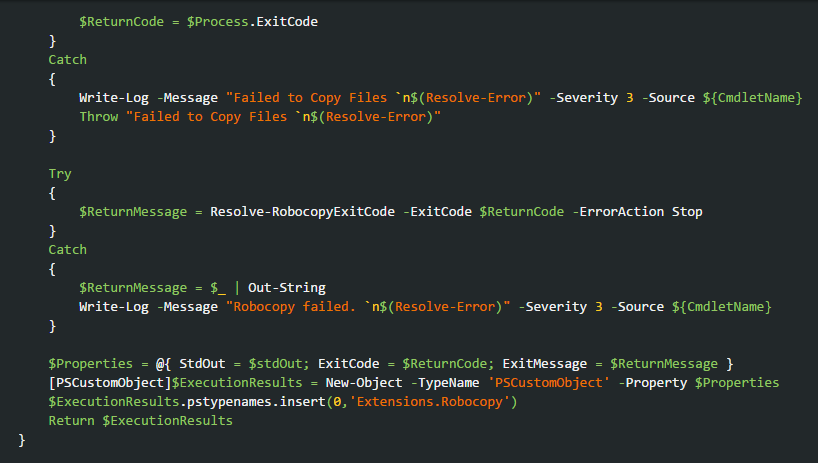 $ReturnCode = $Process.ExitCode
    }
    Catch
    {
        Write-Log -Message "Failed to Copy Files `n$(Resolve-Error)" -Severity 3 -Source ${CmdletName}
        Throw "Failed to Copy Files `n$(Resolve-Error)"
    }

    Try
    {
        $ReturnMessage = Resolve-RobocopyExitCode -ExitCode $ReturnCode -ErrorAction Stop
    }
    Catch
    {
        $ReturnMessage = $_ | Out-String
        Write-Log -Message "Robocopy failed. `n$(Resolve-Error)" -Severity 3 -Source ${CmdletName}
    }

    $Properties = @{ StdOut = $stdOut; ExitCode = $ReturnCode; ExitMessage = $ReturnMessage }
    [PSCustomObject]$ExecutionResults = New-Object -TypeName 'PSCustomObject' -Property $Properties
    $ExecutionResults.pstypenames.insert(0,'Extensions.Robocopy')
    Return $ExecutionResults
}